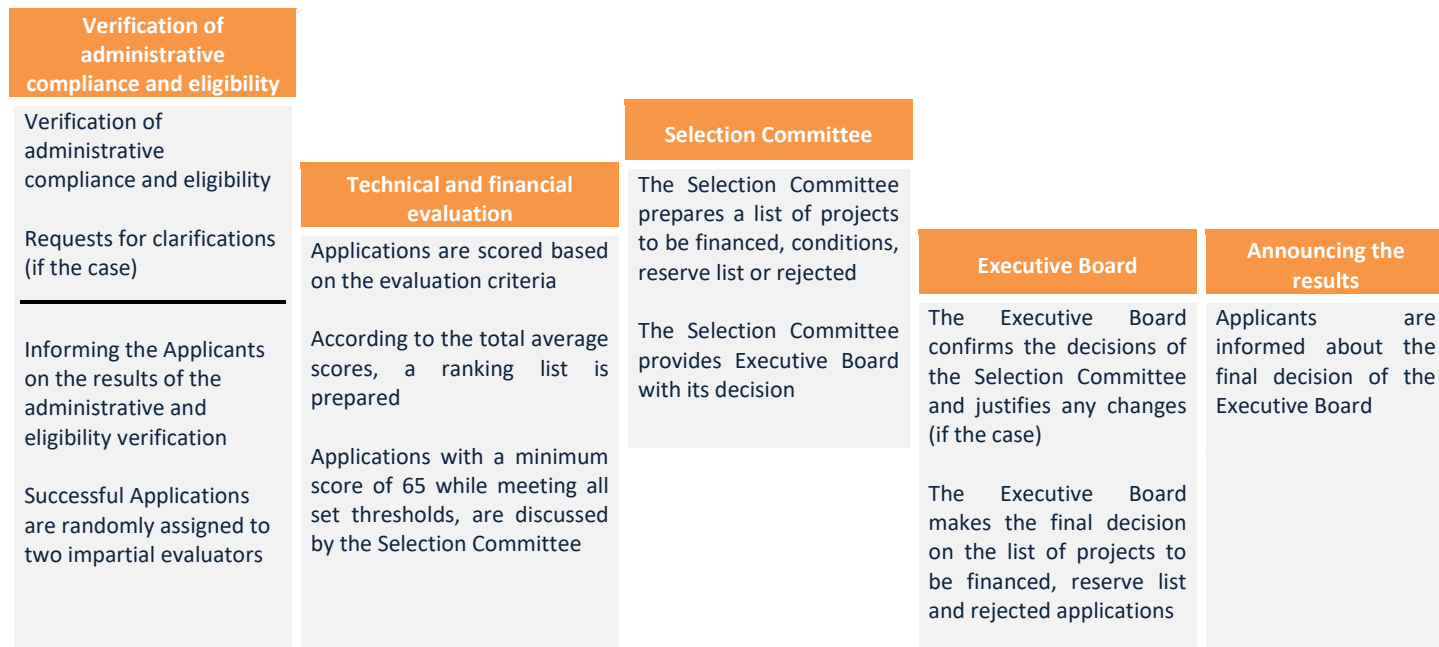 Verification of
administrative
compliance and eligibility
Verification of
administrative
compliance and eligibility
Requests for clarifications
(if the case)
Informing the Applicants
on the results of the
administrative and
eligibility verification
Successful Applications
are randomly assigned to
two impartial evaluators
Technical and financial
evaluation
Applications are scored based
on the evaluation criteria
According to the total average
scores, a ranking list is
prepared
Applications with a minimum
score of 65 while meeting all
set thresholds, are discussed
by the Selection Committee
Selection Committee
The Selection Committee
prepares a list of projects
to be financed, conditions,
reserve list or rejected
The Selection Committee
provides Executive Board
with its decision
Executive Board
The Executive Board
confirms the decisions of
the Selection Committee
and justifies any changes
(if the case)
The Executive Board
makes the final decision
on the list of projects to
be financed, reserve list
and rejected applications
Announcing the
results
Applicants are
informed about the
final decision of the
Executive Board